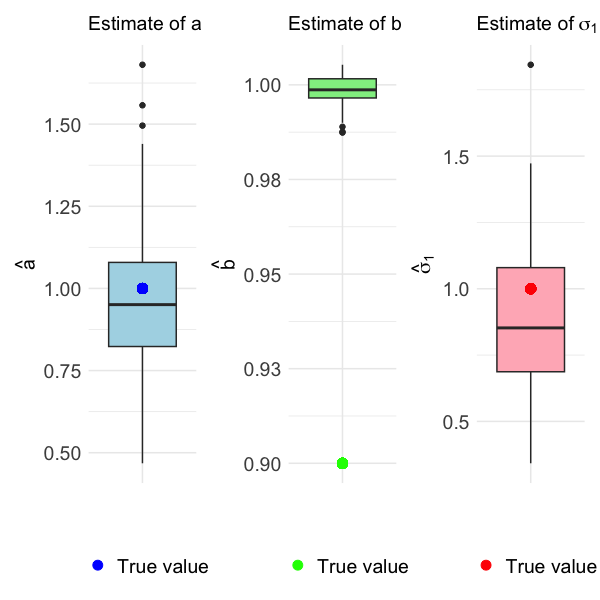 Estimate of a
1.50
1.25
1.00
0.75
0.50
â
True value
Estimate of b
1.00
0.98
0.95
0.93
0.90
b̂
True value
Estimate of σ₁
1.5
1.0
0.5
σ̂₁
True value